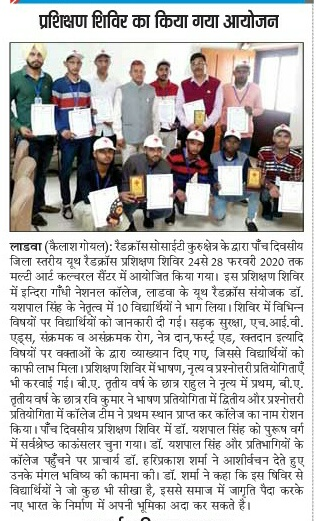 प्रशिक्षण शिविर का किया गया आयोजन
लाडवा (कैलाश गोयल): रैडक्रॉस सोसाईटी कुरुक्षेत्र के द्वारा पाँच दिवसीय
जिला स्तरीय यूथ रैडक्रॉस प्रशिक्षण शिविर 24से 28 फरवरी 2020 तक
मल्टी आर्ट कल्चरल सैंटर में आयोजित किया गया। इस प्रशिक्षण शिविर
में इन्दिरा गाँधी नेशनल कॉलेज, लाडवा के यूथ रैडक्रॉस संयोजक डॉ.
यशपाल सिंह के नेतृत्व में 10 विद्यार्थियों ने भाग लिया। शिविर में विभिन्न
विषयों पर विद्यार्थियों को जानकारी दी गई। सड़क सुरक्षा, एच.आई.वी.
एड्स, संक्रमक व असंक्रमक रोग, नेत्र दान,फर्स्ट एड, रक्तदान इत्यादि
विषयों पर वक्ताओं के द्वारा व्याख्यान दिए गए, जिससे विद्यार्थियों को
काफी लाभ मिला। प्रशिक्षण शिविर में भाषण, नृत्य व प्रश्नोतरी प्रतियोगिताएँ
भी करवाई गई। बी.ए. तृतीय वर्ष के छात्र राहुल ने नृत्य में प्रथम, बी.ए.
तृतीय वर्ष के छात्र रवि कुमार ने भाषण प्रतियोगिता में द्वितीय और प्रश्नोतरी
प्रतियोगिता में कॉलेज टीम ने प्रथम स्थान प्राप्त कर कॉलेज का नाम रोशन
किया। पाँच दिवसीय प्रशिक्षण शिविर में डॉ. यशपाल सिंह को पुरूष वर्ग
में सर्वश्रेष्ठ काऊंसलर चुना गया। डॉ. यशपाल सिंह और प्रतिभागियों के
कॉलेज पहुँचने पर प्राचार्य डॉ. हरिप्रकाश शर्मा ने आशीर्वचन देते हुए
उनके मंगल भविष्य की कामना की। डॉ. शर्मा ने कहा कि इस षिविर से
विद्यार्थियों ने जो कुछ भी सीखा है, इससे समाज में जागृति पैदा करके
नए भारत के निर्माण में अपनी भूमिका अदा कर सकते है।